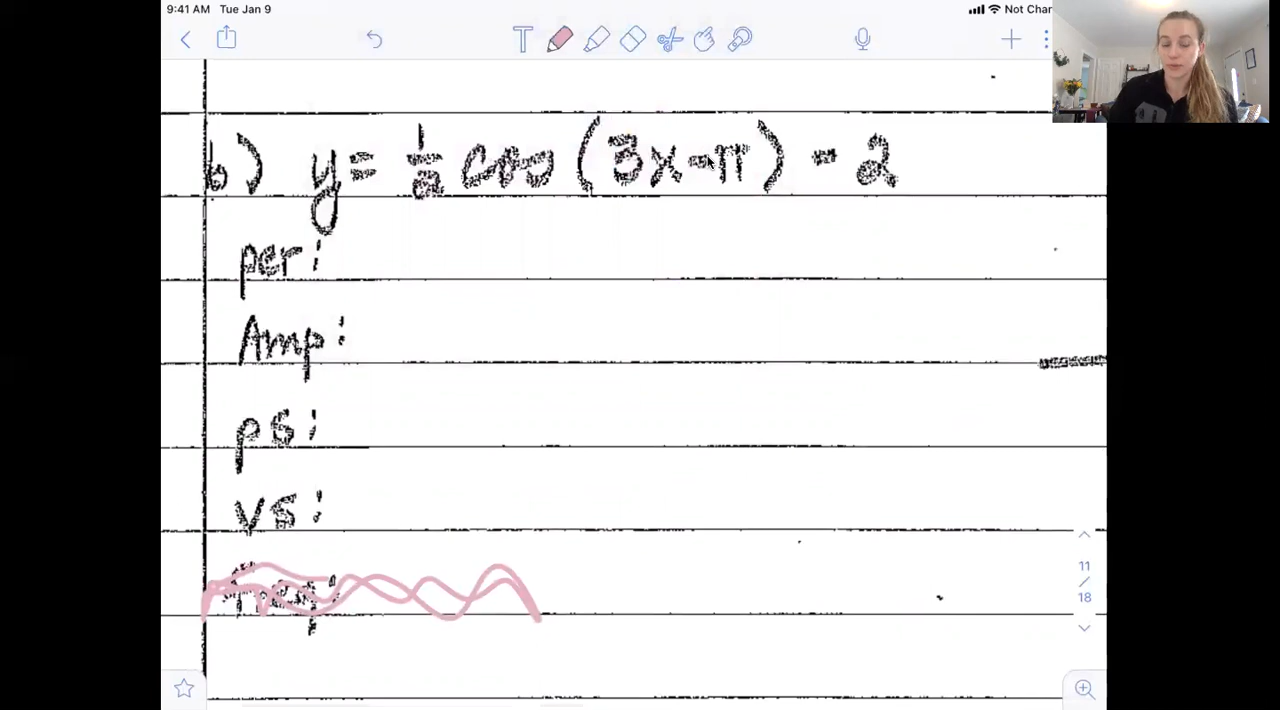 9:41 AM Tue Jan 9
Not Char
T
b) y = 1/2 cos (3x - π) - 2
per:
Amp:
ps:
vs:
11
/
18